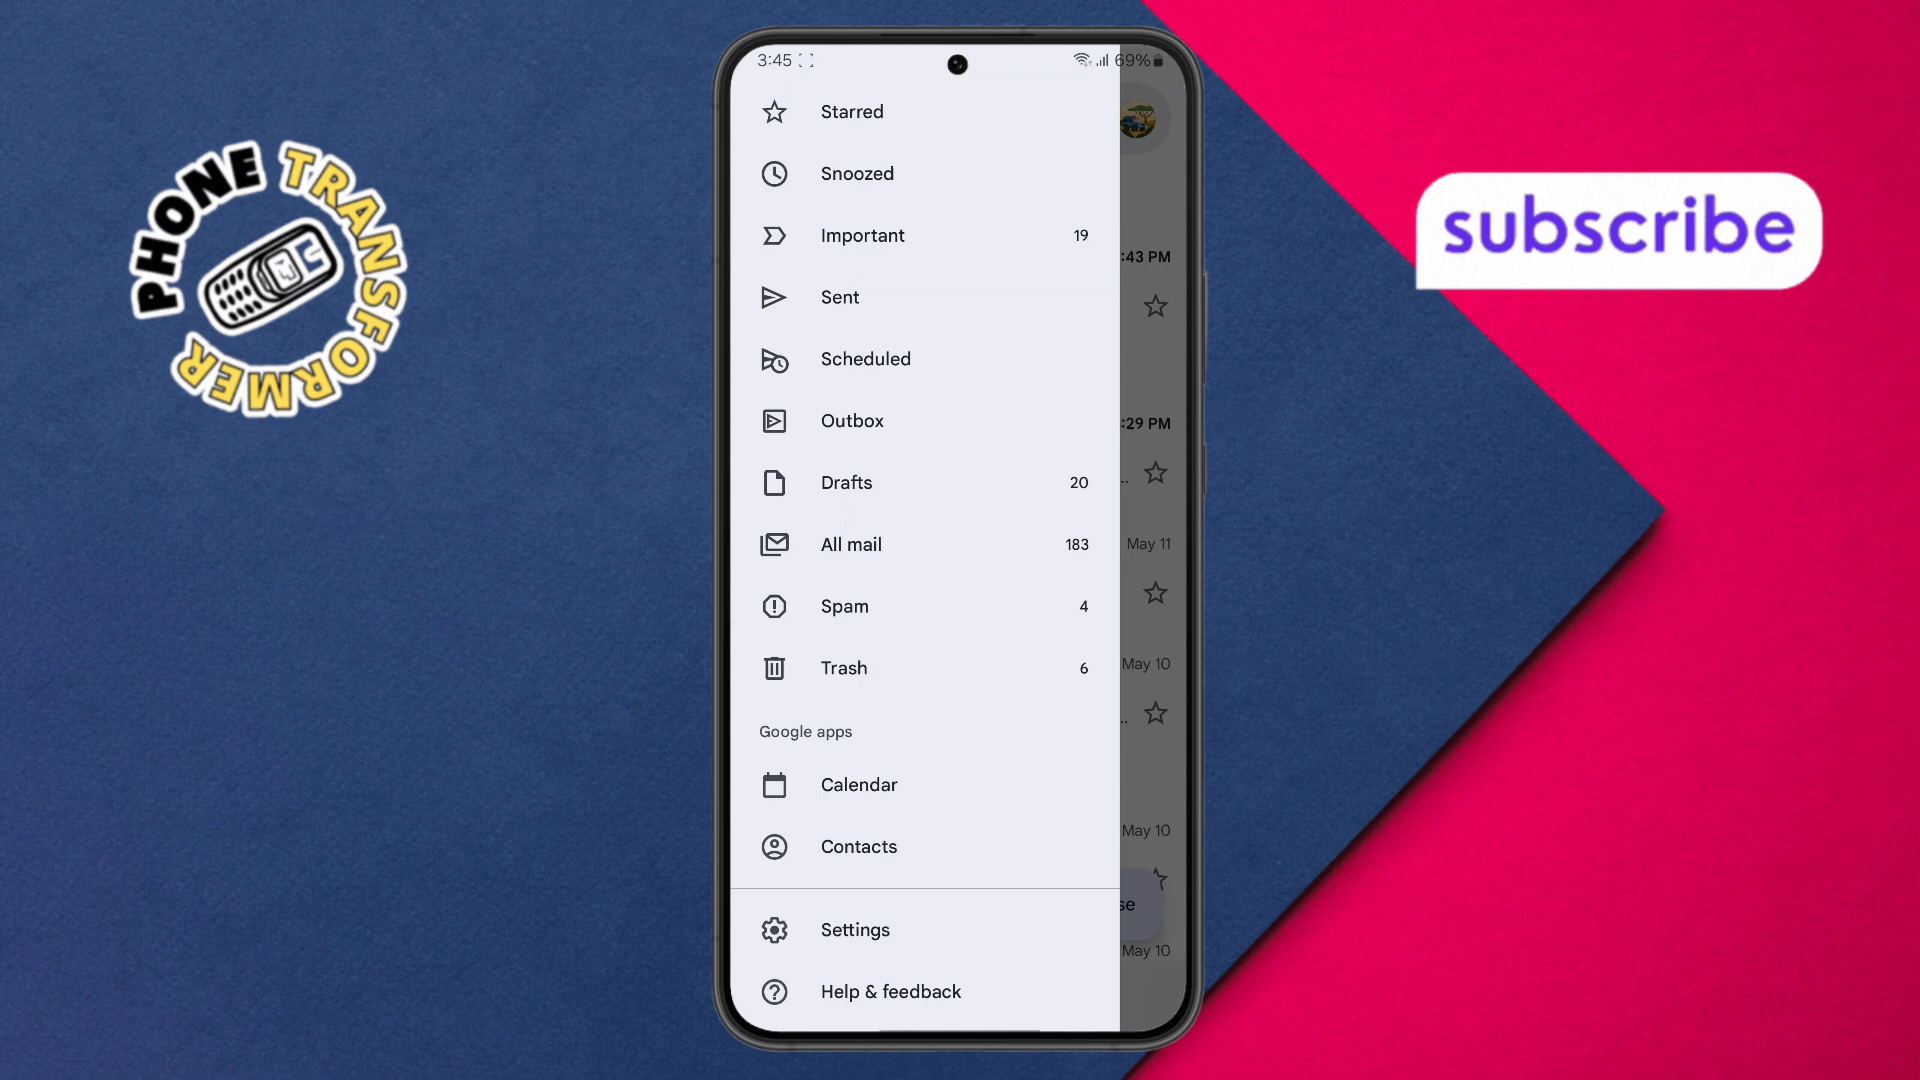 PHONE TRANSFORMER
subscribe
3:45
69%
Starred
Snoozed
Important 19
:43 PM
Sent
Scheduled
Outbox
:29 PM
Drafts 20
..
All mail 183
May 11
Spam 4
Trash 6
May 10
..
Google apps
Calendar
May 10
Contacts
se
Settings
May 10
Help & feedback